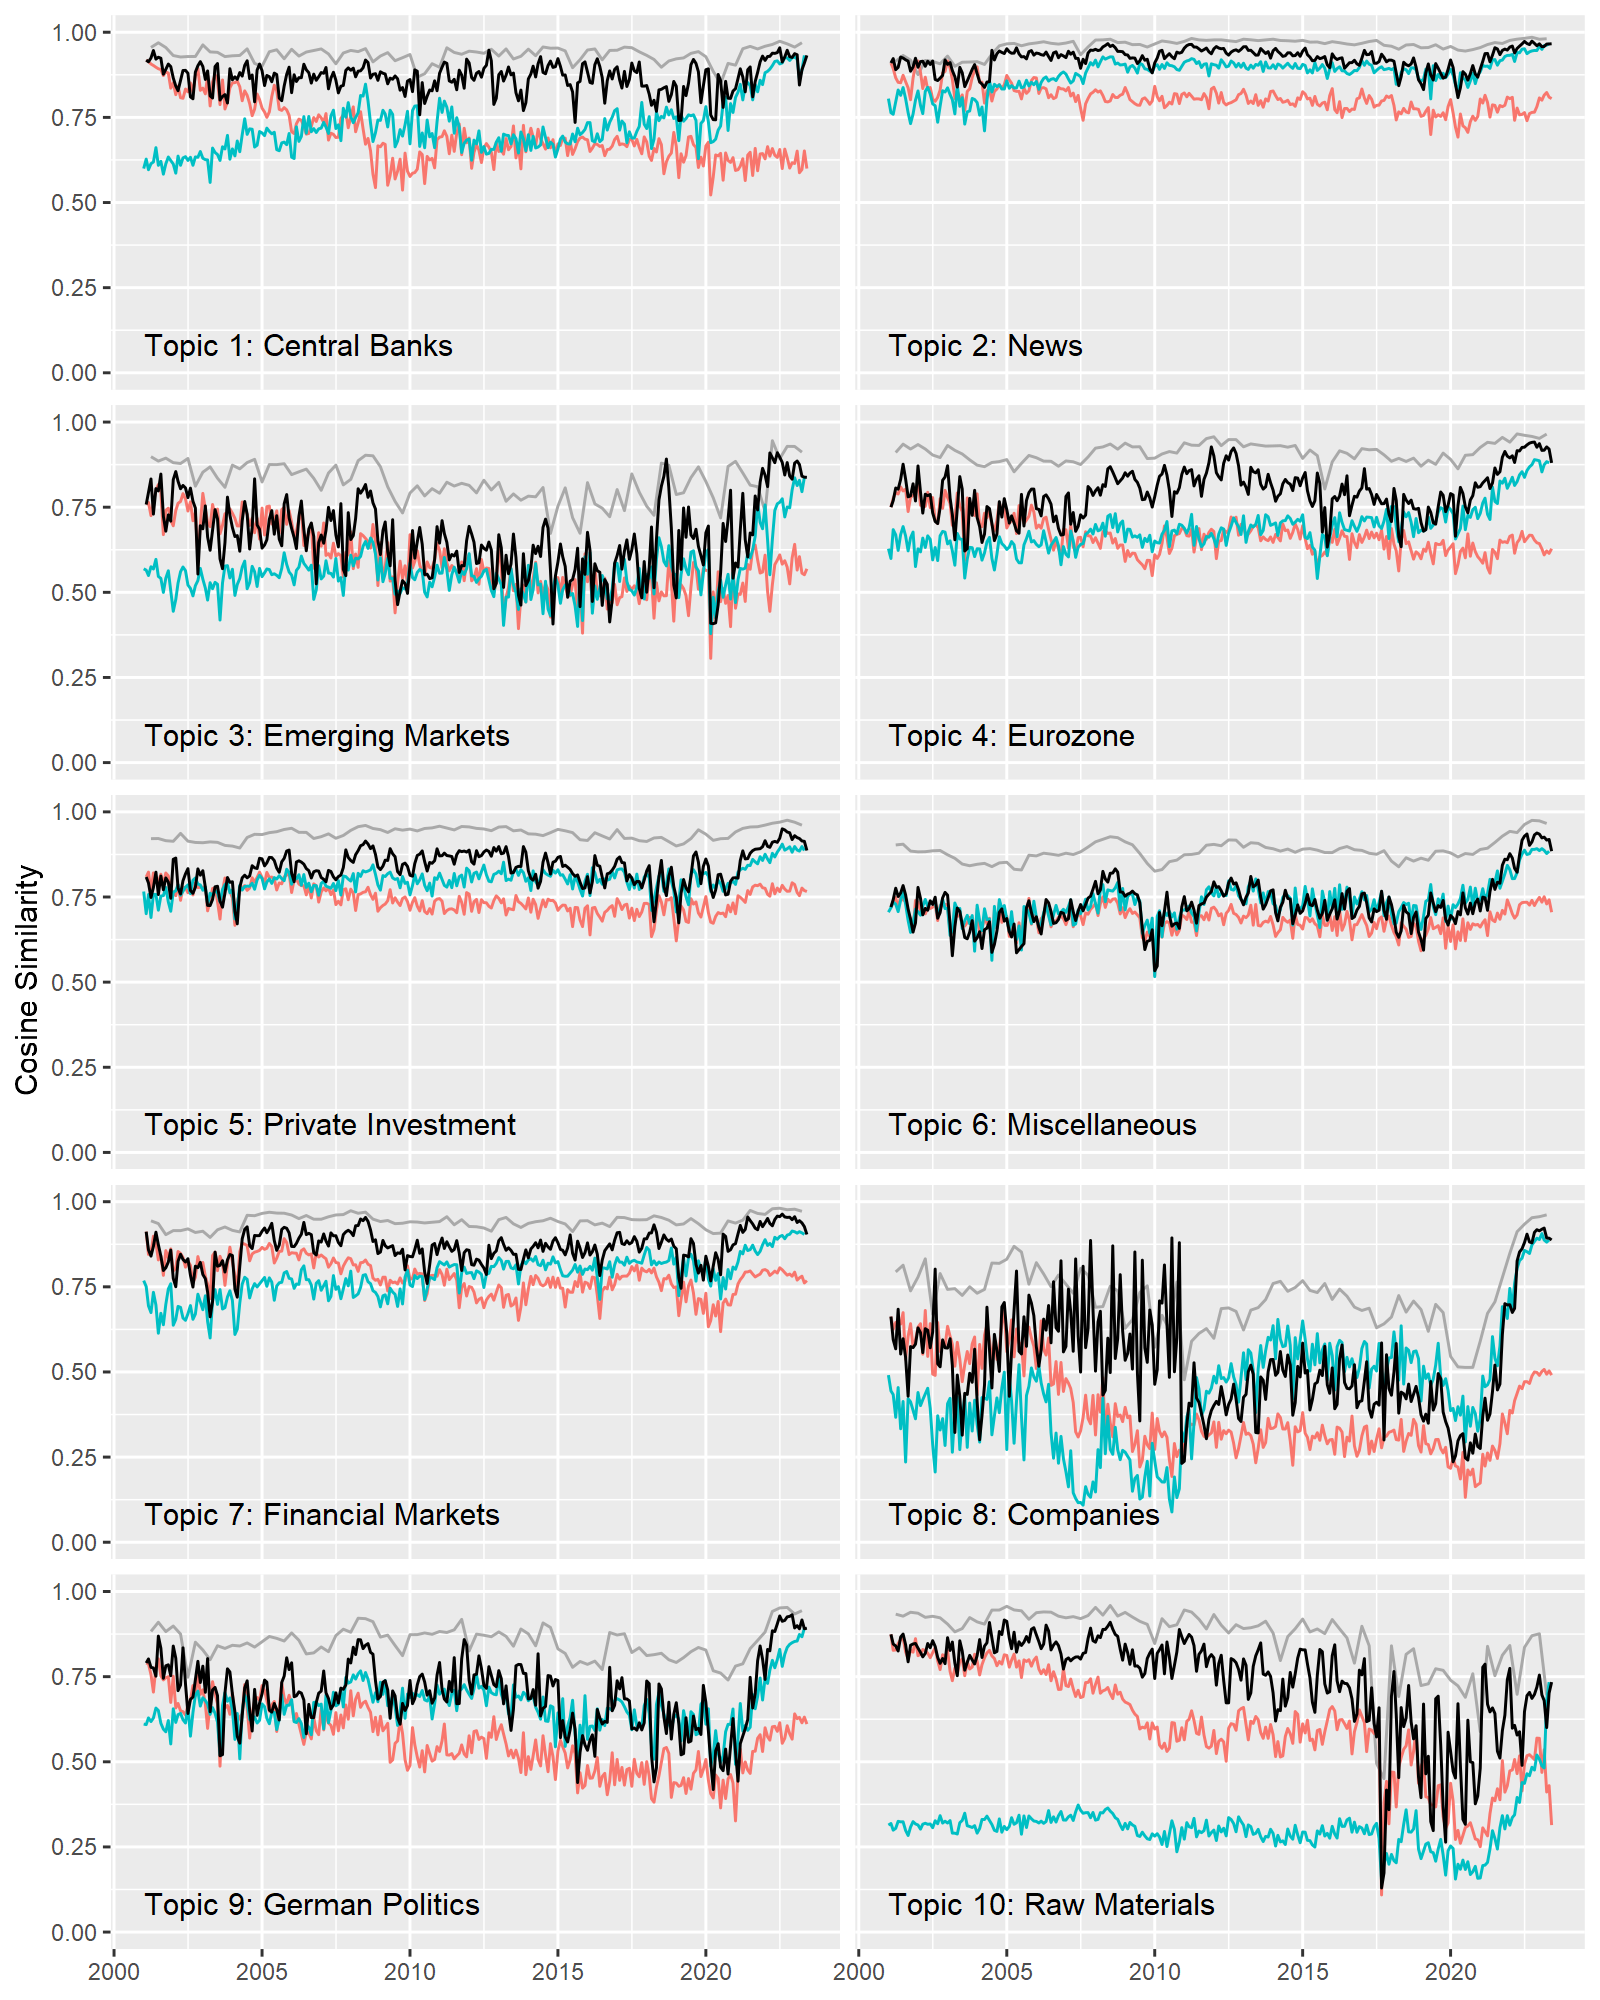 1.00
0.75
0.50
0.25
0.00
Topic 1: Central Banks
Topic 2: News
1.00
0.75
0.50
0.25
0.00
Topic 3: Emerging Markets
Topic 4: Eurozone
Cosine Similarity
1.00
0.75
0.50
0.25
0.00
Topic 5: Private Investment
Topic 6: Miscellaneous
1.00
0.75
0.50
0.25
0.00
Topic 7: Financial Markets
Topic 8: Companies
1.00
0.75
0.50
0.25
0.00
Topic 9: German Politics
Topic 10: Raw Materials
2000 2005 2010 2015 2020 2000 2005 2010 2015 2020